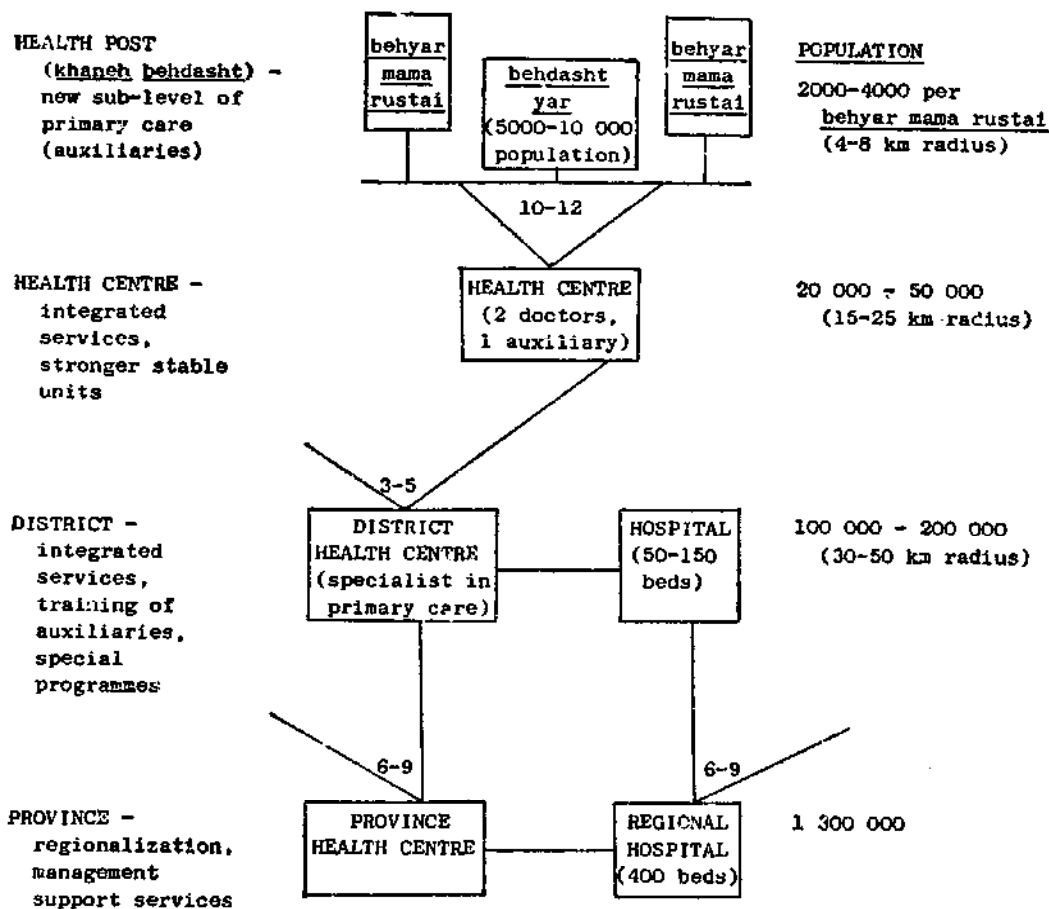 HEALTH POST
(khaneh behdasht) -
new sub-level of
primary care
(auxiliaries)
behyar
mama
rustai
behdasht
yar
(5000-10 000
population)
behyar
mama
rustai
POPULATION
2000-4000 per
behyar mama rustai
(4-8 km radius)
10-12
HEALTH CENTRE -
integrated
services,
stronger stable
units
HEALTH CENTRE
(2 doctors,
1 auxiliary)
20 000 - 50 000
(15-25 km radius)
3-5
DISTRICT -
integrated
services,
training of
auxiliaries,
special
programmes
DISTRICT
HEALTH CENTRE
(specialist in
primary care)
HOSPITAL
(50-150
beds)
100 000 - 200 000
(30-50 km radius)
6-9
6-9
PROVINCE -
regionalization,
management
support services
PROVINCE
HEALTH CENTRE
REGIONAL
HOSPITAL
(400 beds)
1 300 000